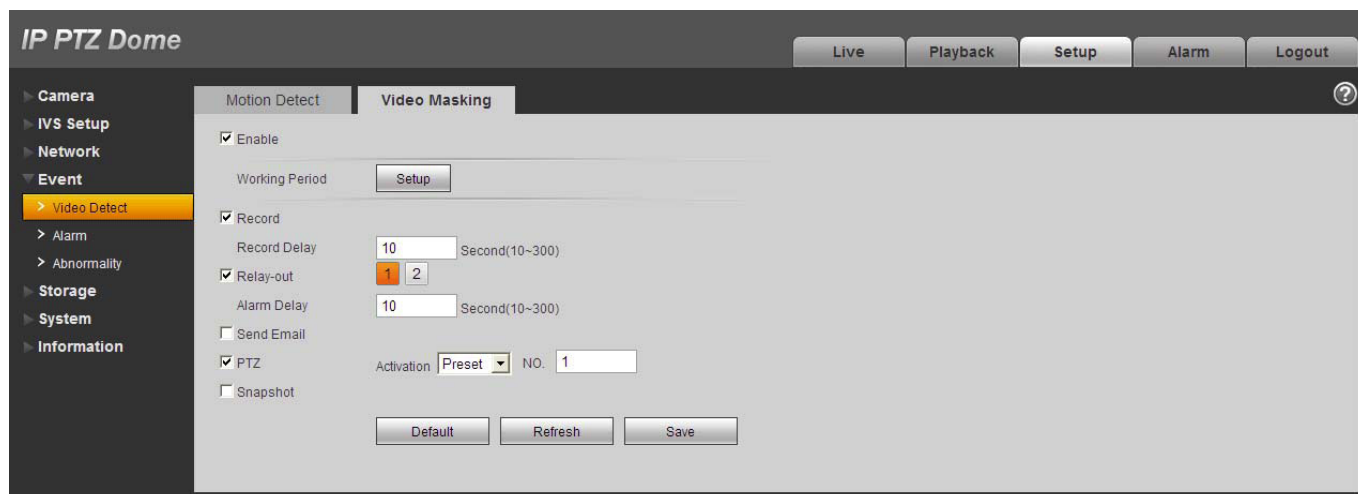 IP PTZ Dome
Live
Playback
Setup
Alarm
Logout
Camera
IVS Setup
Network
Event
> Video Detect
> Alarm
> Abnormality
Storage
System
Information
Motion Detect
Video Masking
?
Enable
Working Period Setup
Record
Record Delay 10 Second(10~300)
Relay-out 1 2
Alarm Delay 10 Second(10~300)
Send Email
PTZ Activation Preset NO. 1
Snapshot
Default Refresh Save